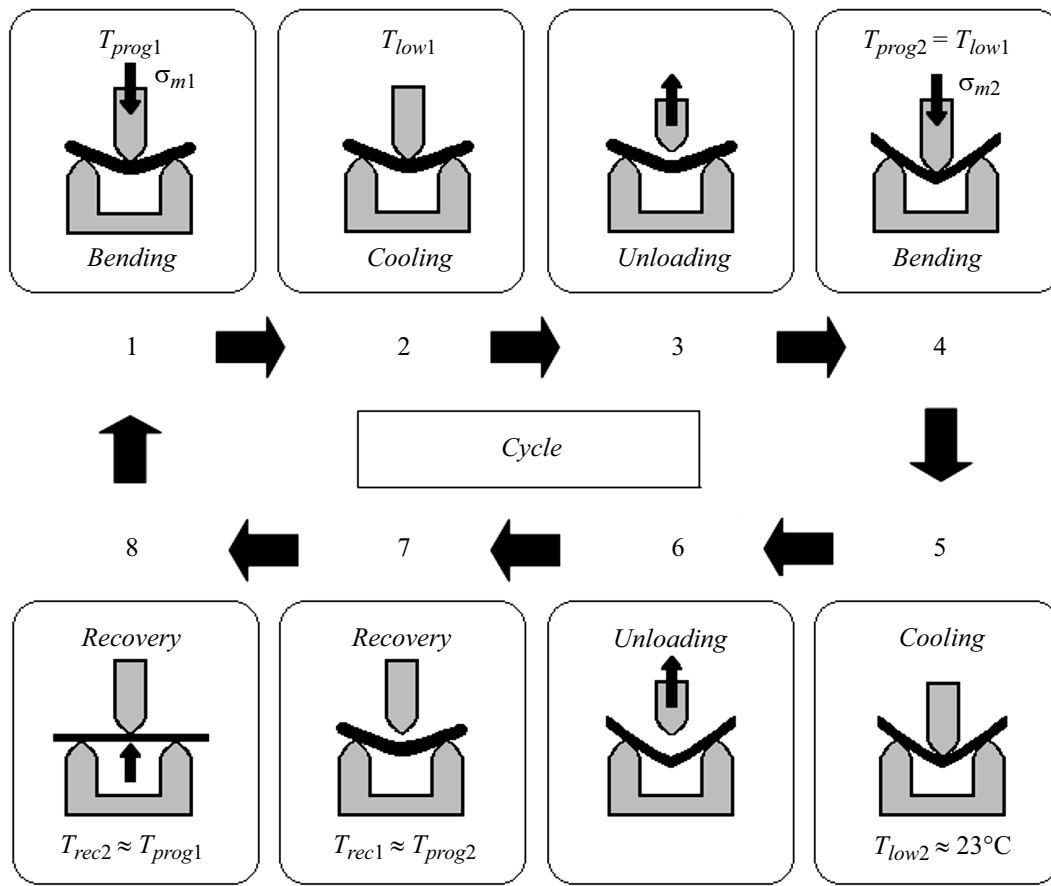 T_prog1
σ_m1
Bending
T_low1
Cooling
Unloading
T_prog2 = T_low1
σ_m2
Bending
1
2
3
4
Cycle
8
7
6
5
Recovery
T_rec2 ≈ T_prog1
Recovery
T_rec1 ≈ T_prog2
Unloading
Cooling
T_low2 ≈ 23°C